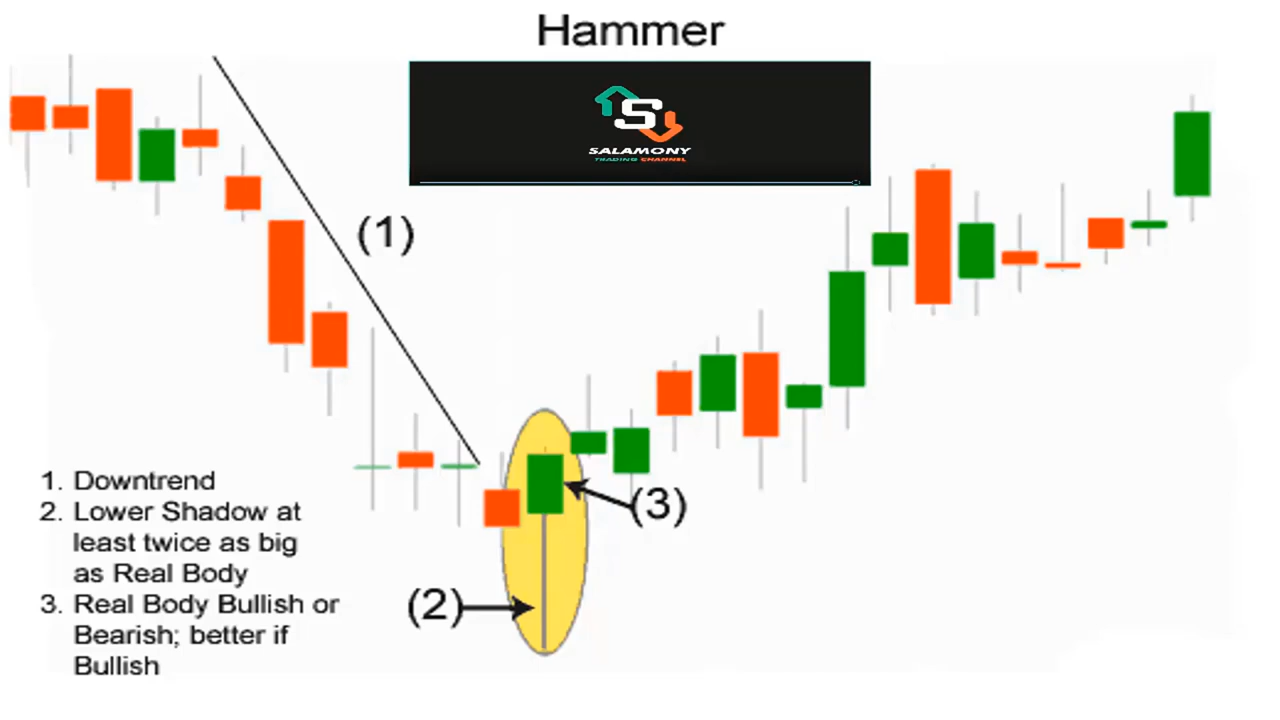 Hammer
S
SALAMONY
TRADING CHANNEL
(1)
1. Downtrend
2. Lower Shadow at
least twice as big
as Real Body
3. Real Body Bullish or
Bearish; better if
Bullish
(3)
(2)